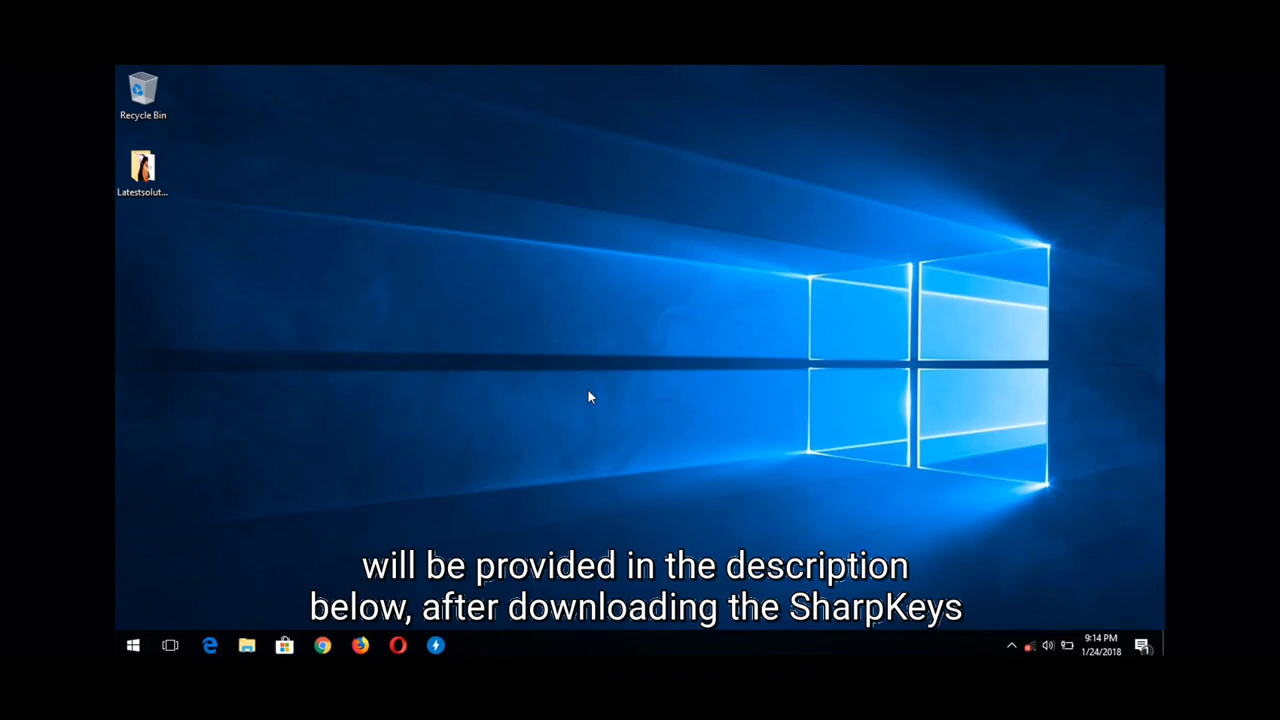 Recycle Bin
Latestsolut...
will be provided in the description
below, after downloading the SharpKeys
9:14 PM
1/24/2018
1